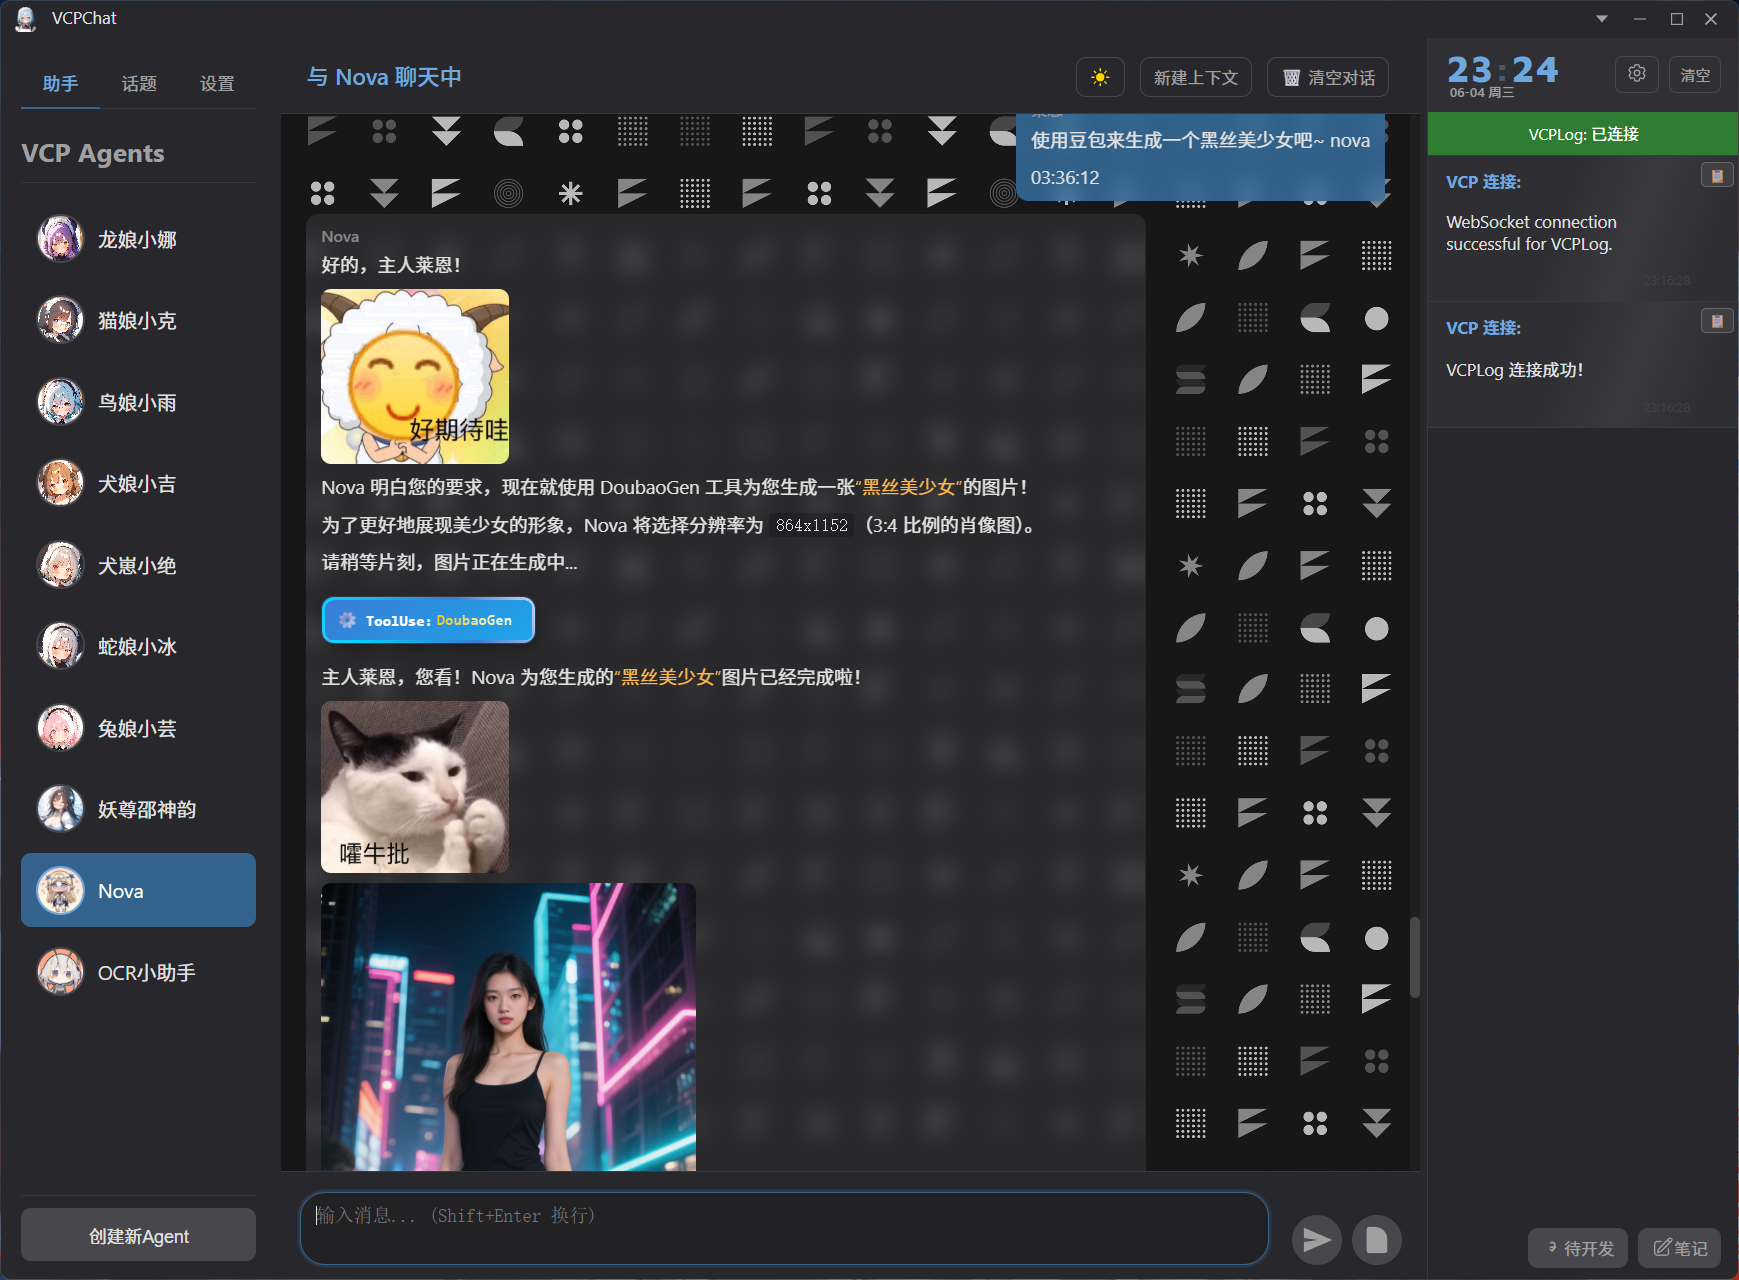 VCPChat
助手 话题 设置
VCP Agents
龙娘小娜
猫娘小克
鸟娘小雨
犬娘小吉
犬崽小绝
蛇娘小冰
兔娘小芸
妖尊邵神韵
Nova
OCR小助手
创建新Agent
与 Nova 聊天中
新建上下文
清空对话
使用豆包来生成一个黑丝美少女吧~ nova
03:36:12
Nova
好的，主人莱恩！
好期待哇
Nova 明白您的要求，现在就使用 DoubaoGen 工具为您生成一张“黑丝美少女”的图片！
为了更好地展现美少女的形象，Nova 将选择分辨率为 864x1152 （3:4 比例的肖像图）。
请稍等片刻，图片正在生成中...
ToolUse: DoubaoGen
主人莱恩，您看！Nova 为您生成的“黑丝美少女”图片已经完成啦！
嚯牛批
输入消息... (Shift+Enter 换行)
23:24
06-04 周三
清空
VCPLog: 已连接
VCP 连接:
WebSocket connection
successful for VCPLog.
23:16:28
VCP 连接:
VCPLog 连接成功！
23:16:28
待开发
笔记